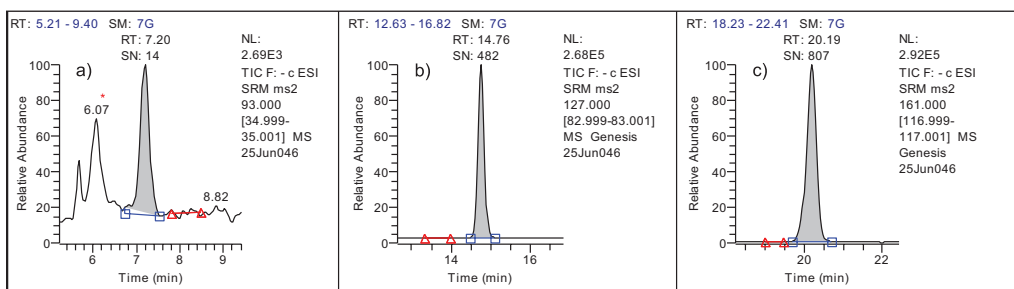 RT: 5.21 - 9.40 SM: 7G
RT: 7.20
SN: 14
NL:
2.69E3
TIC F: - c ESI
SRM ms2
93.000
[34.999-
35.001] MS
25Jun046
a)
*
6.07
8.82
Relative Abundance
100
80
60
40
20
0
6 7 8 9
Time (min)
RT: 12.63 - 16.82 SM: 7G
RT: 14.76
SN: 482
NL:
2.68E5
TIC F: - c ESI
SRM ms2
127.000
[82.999-83.001]
MS Genesis
25Jun046
b)
Relative Abundance
100
80
60
40
20
0
14 16
Time (min)
RT: 18.23 - 22.41 SM: 7G
RT: 20.19
SN: 807
NL:
2.92E5
TIC F: - c ESI
SRM ms2
161.000
[116.999-
117.001] MS
Genesis
25Jun046
c)
Relative Abundance
100
80
60
40
20
0
20 22
Time (min)